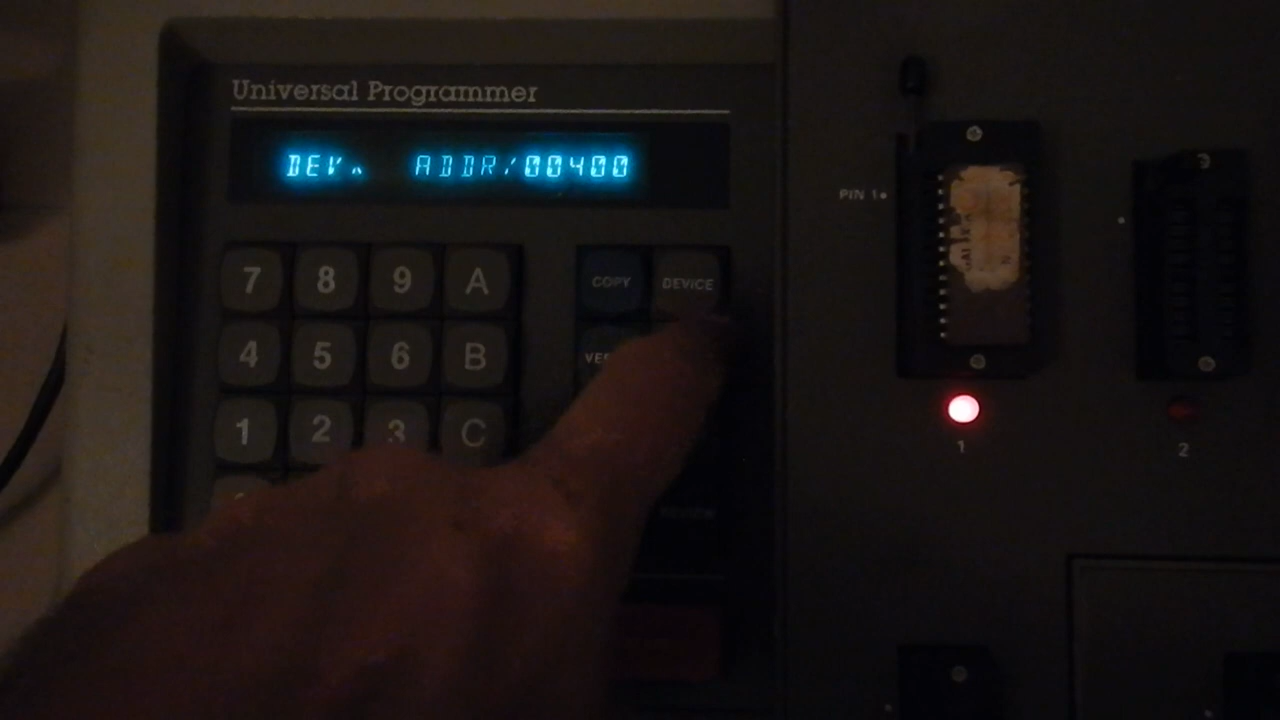 Universal Programmer
DEV^ ADDR/00400
7 8 9 A COPY DEVICE
PIN 1
4 5 6 B
1 2 3 C
1 2
REVIEW